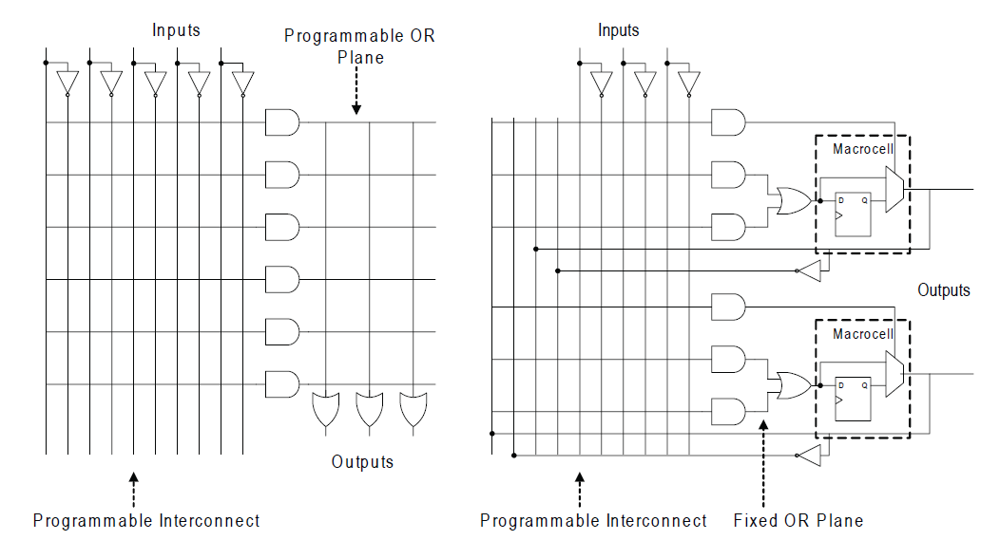 Inputs
Programmable OR
Plane
Outputs
Programmable Interconnect
Inputs
Macrocell
D Q
Outputs
Macrocell
D Q
Programmable Interconnect
Fixed OR Plane